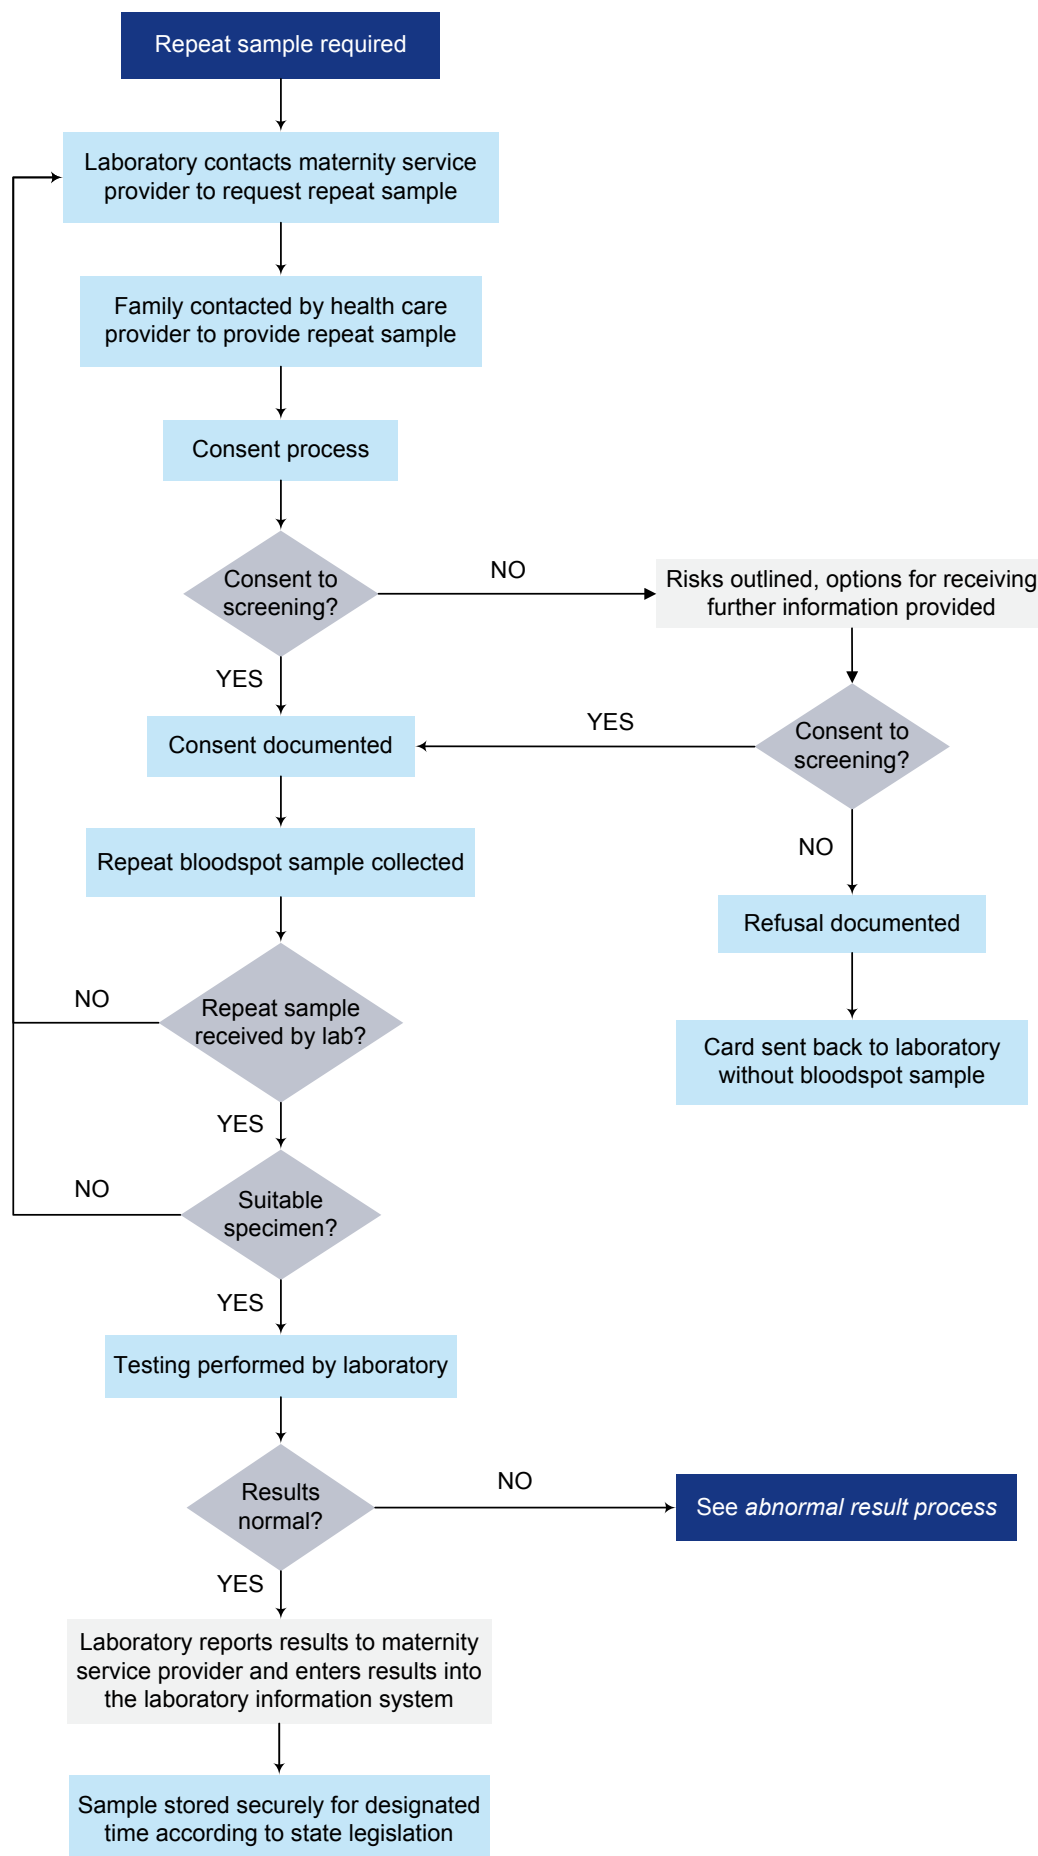 Repeat sample required
Laboratory contacts maternity service
provider to request repeat sample
Family contacted by health care
provider to provide repeat sample
Consent process
Consent to
screening?
NO
Risks outlined, options for receiving
further information provided
YES
Consent documented
YES
Consent to
screening?
NO
Repeat bloodspot sample collected
Refusal documented
Card sent back to laboratory
without bloodspot sample
NO
Repeat sample
received by lab?
YES
NO
Suitable
specimen?
YES
Testing performed by laboratory
Results
normal?
NO
See abnormal result process
YES
Laboratory reports results to maternity
service provider and enters results into
the laboratory information system
Sample stored securely for designated
time according to state legislation